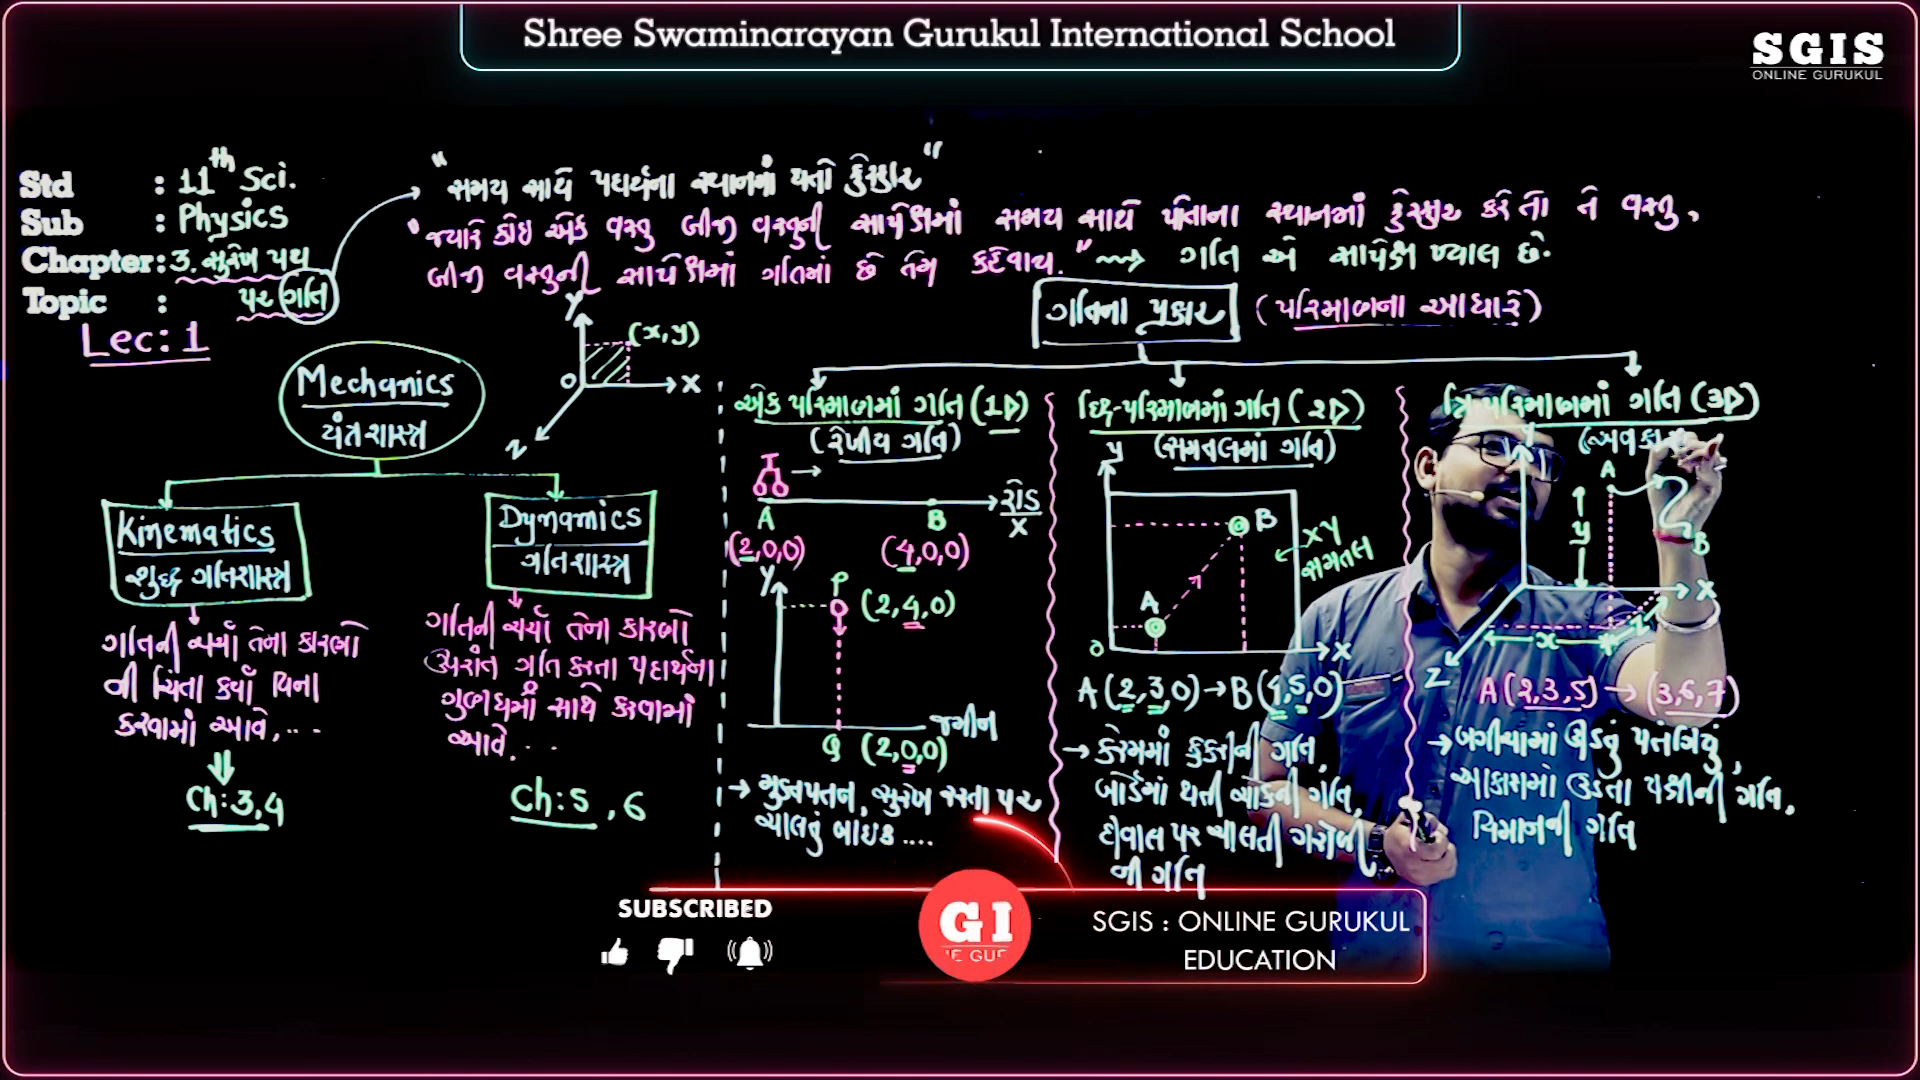 Shree Swaminarayan Gurukul International School
SGIS
ONLINE GURUKUL
Std : 11th Sci.
Sub : Physics
Chapter : 3. સુરેખ પથ
Topic : પર ગતિ
Lec: 1
"સમય સાથે પદાર્થના સ્થાનમાં થતો ફેરફાર"
"જ્યારે કોઇ એક વસ્તુ બીજી વસ્તુની સાપેક્ષમાં સમય સાથે પોતાના સ્થાનમાં ફેરફાર કરે તો તે વસ્તુ,
બીજી વસ્તુની સાપેક્ષમાં ગતિમાં છે તેમ કહેવાય." ⟿ ગતિ એ સાપેક્ષ ખ્યાલ છે.
Mechanics
યંત્રશાસ્ત્ર
Y
(x, y)
O
X
Z
Kinematics
શુદ્ધ ગતિશાસ્ત્ર
ગતિની ચર્ચા તેના કારણો
ની ચિંતા કર્યા વિના
કરવામાં આવે, ...
Ch: 3, 4
Dynamics
ગતિશાસ્ત્ર
ગતિની ચર્ચા તેના કારણો
ઉપરાંત ગતિ કરતા પદાર્થના
ગુણધર્મો સાથે કરવામાં
આવે. ...
Ch: 5, 6
ગતિના પ્રકાર (પરિમાણના આધારે)
એક પરિમાણમાં ગતિ (1D)
(રેખીય ગતિ)
રોડ
X
A
B
(2,0,0)
(4,0,0)
Y
P
(2,4,0)
જમીન
Q (2,0,0)
→ મુક્તપતન, સુરેખ રસ્તા પર
ચાલતું બાઇક ....
દ્વિ-પરિમાણમાં ગતિ (2D)
(સમતલમાં ગતિ)
Y
B
XY
સમતલ
A
O
X
A (2,3,0) → B (4,5,0)
→ કેરમમાં કુકરીની ગતિ,
બોર્ડમાં થતી ચોકની ગતિ,
દીવાલ પર ચાલતી ગરોળી
ની ગતિ
ત્રિ-પરિમાણમાં ગતિ (3D)
(અવકા
Y
A
y
B
X
x
z
Z
A (2,3,5) → (3,6,7)
→ બગીચામાં ઊડતું પતંગિયું,
આકાશમાં ઉડતા પક્ષીની ગતિ,
વિમાનની ગતિ
SUBSCRIBED
GI
SGIS : ONLINE GURUKUL
EDUCATION